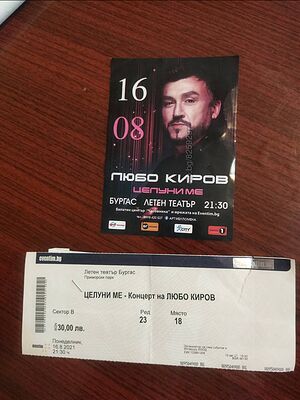 16
08
ЛЮБО КИРОВ
ЦЕЛУНИ МЕ
БУРГАС ЛЕТЕН ТЕАТЪР 21:30
eventim.bg
Летен театър Бургас
Приморски парк
ЦЕЛУНИ МЕ - Концерт на ЛЮБО КИРОВ
Сектор B Ред Място
30,00 лв. 23 18
Понеделник,
16.8.2021
21:30 ч.